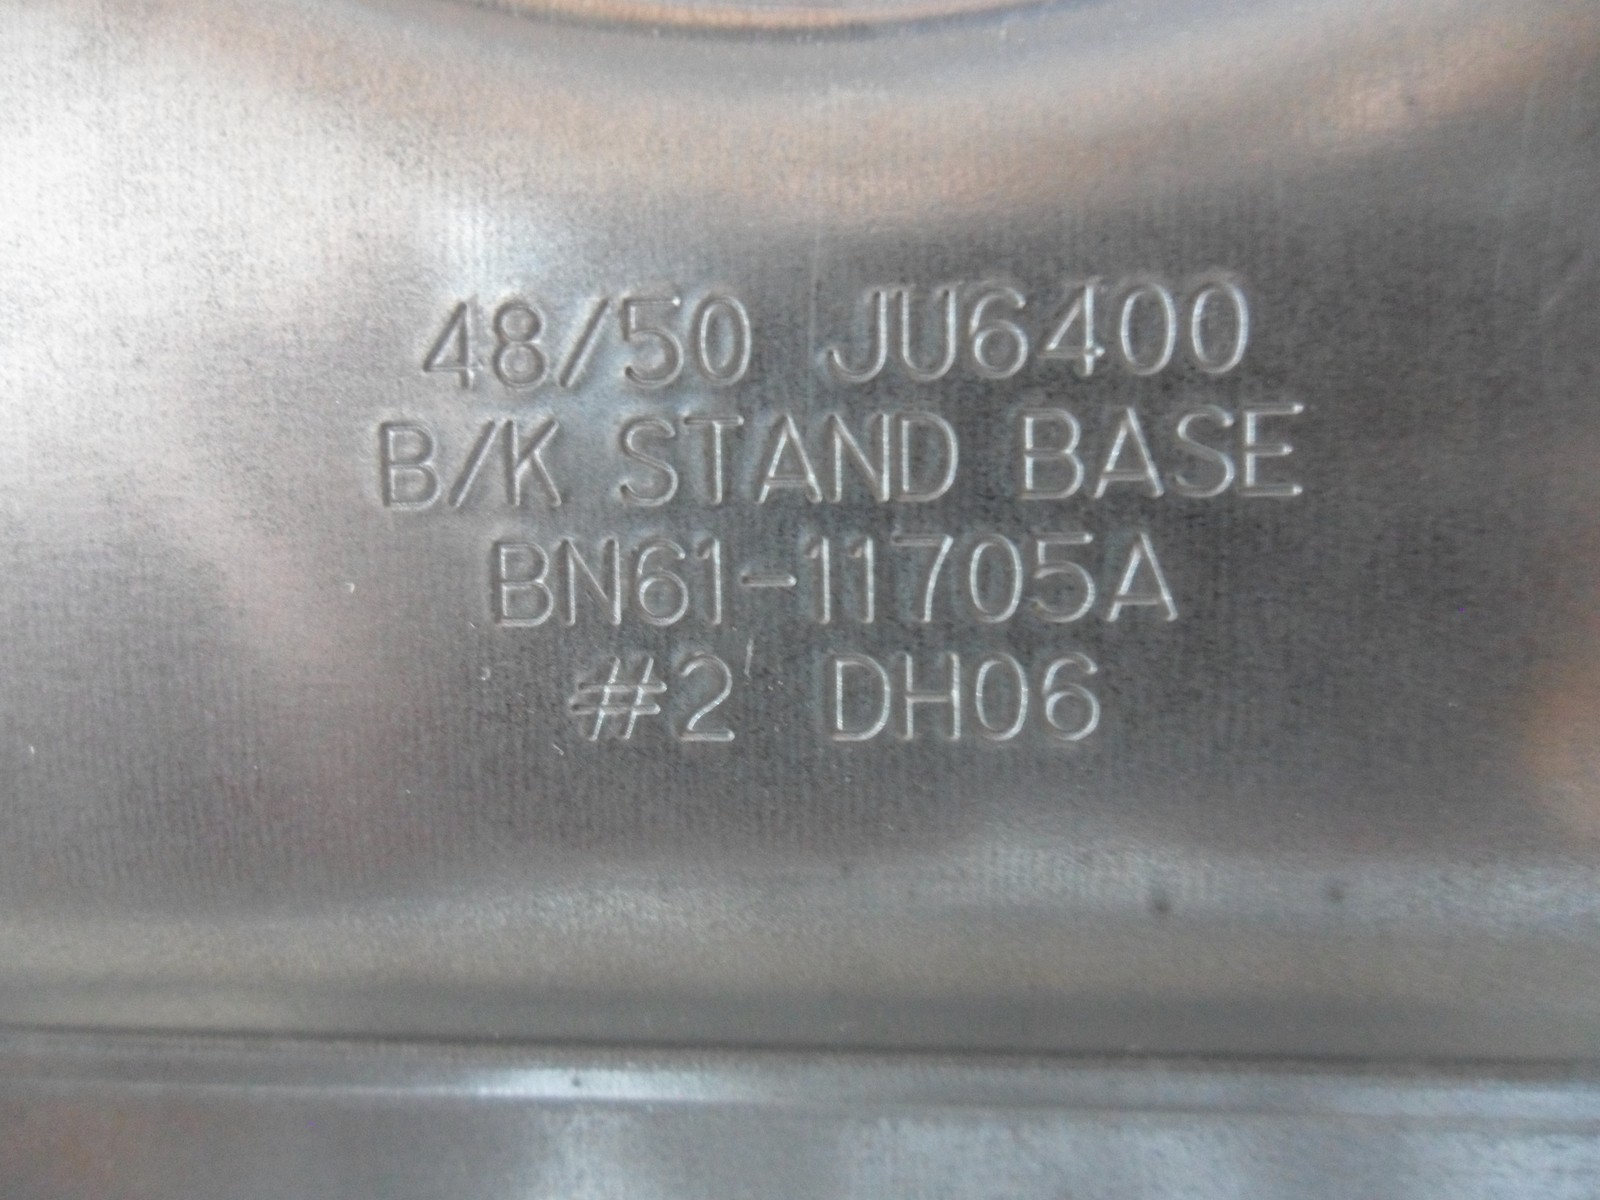 48/50 JU6400
B/K STAND BASE
BN61-11705A
#2 DH06